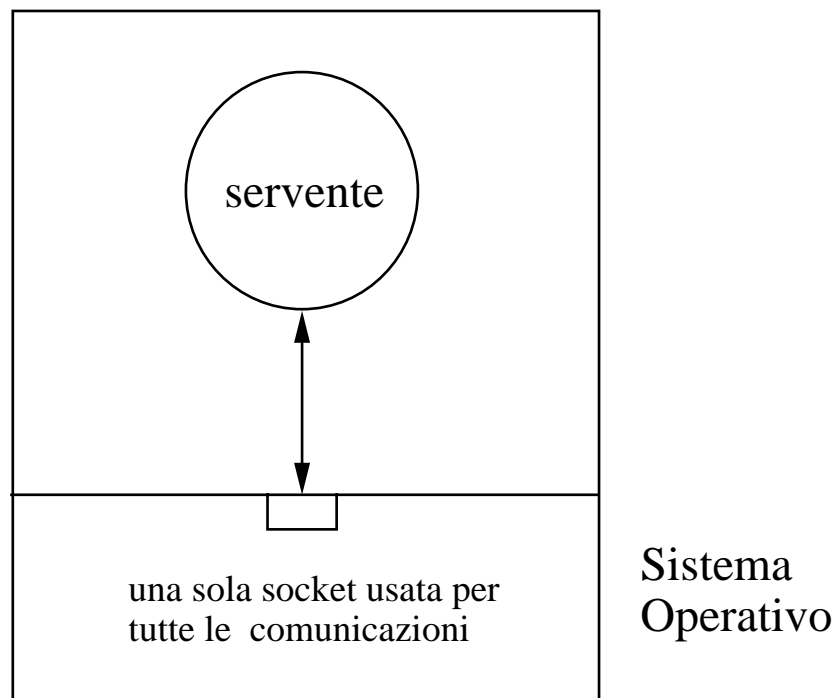 servente
una sola socket usata per
tutte le comunicazioni
Sistema
Operativo